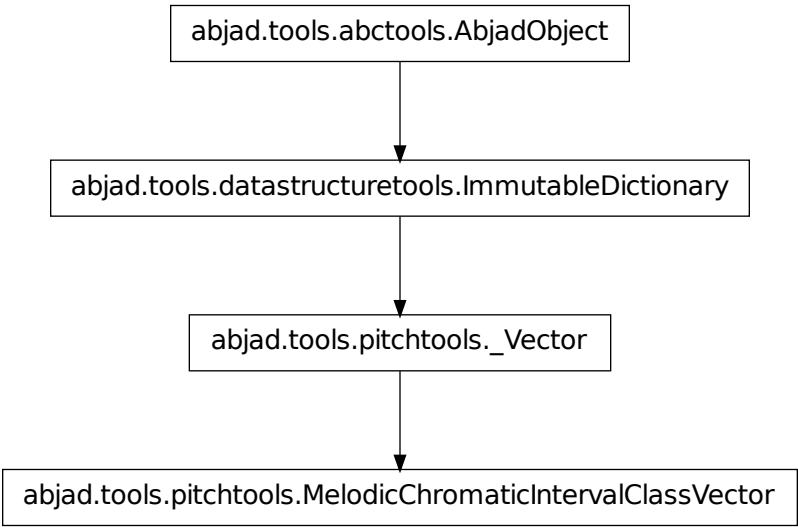 abjad.tools.abctools.AbjadObject
abjad.tools.datastructuretools.ImmutableDictionary
abjad.tools.pitchtools._Vector
abjad.tools.pitchtools.MelodicChromaticIntervalClassVector